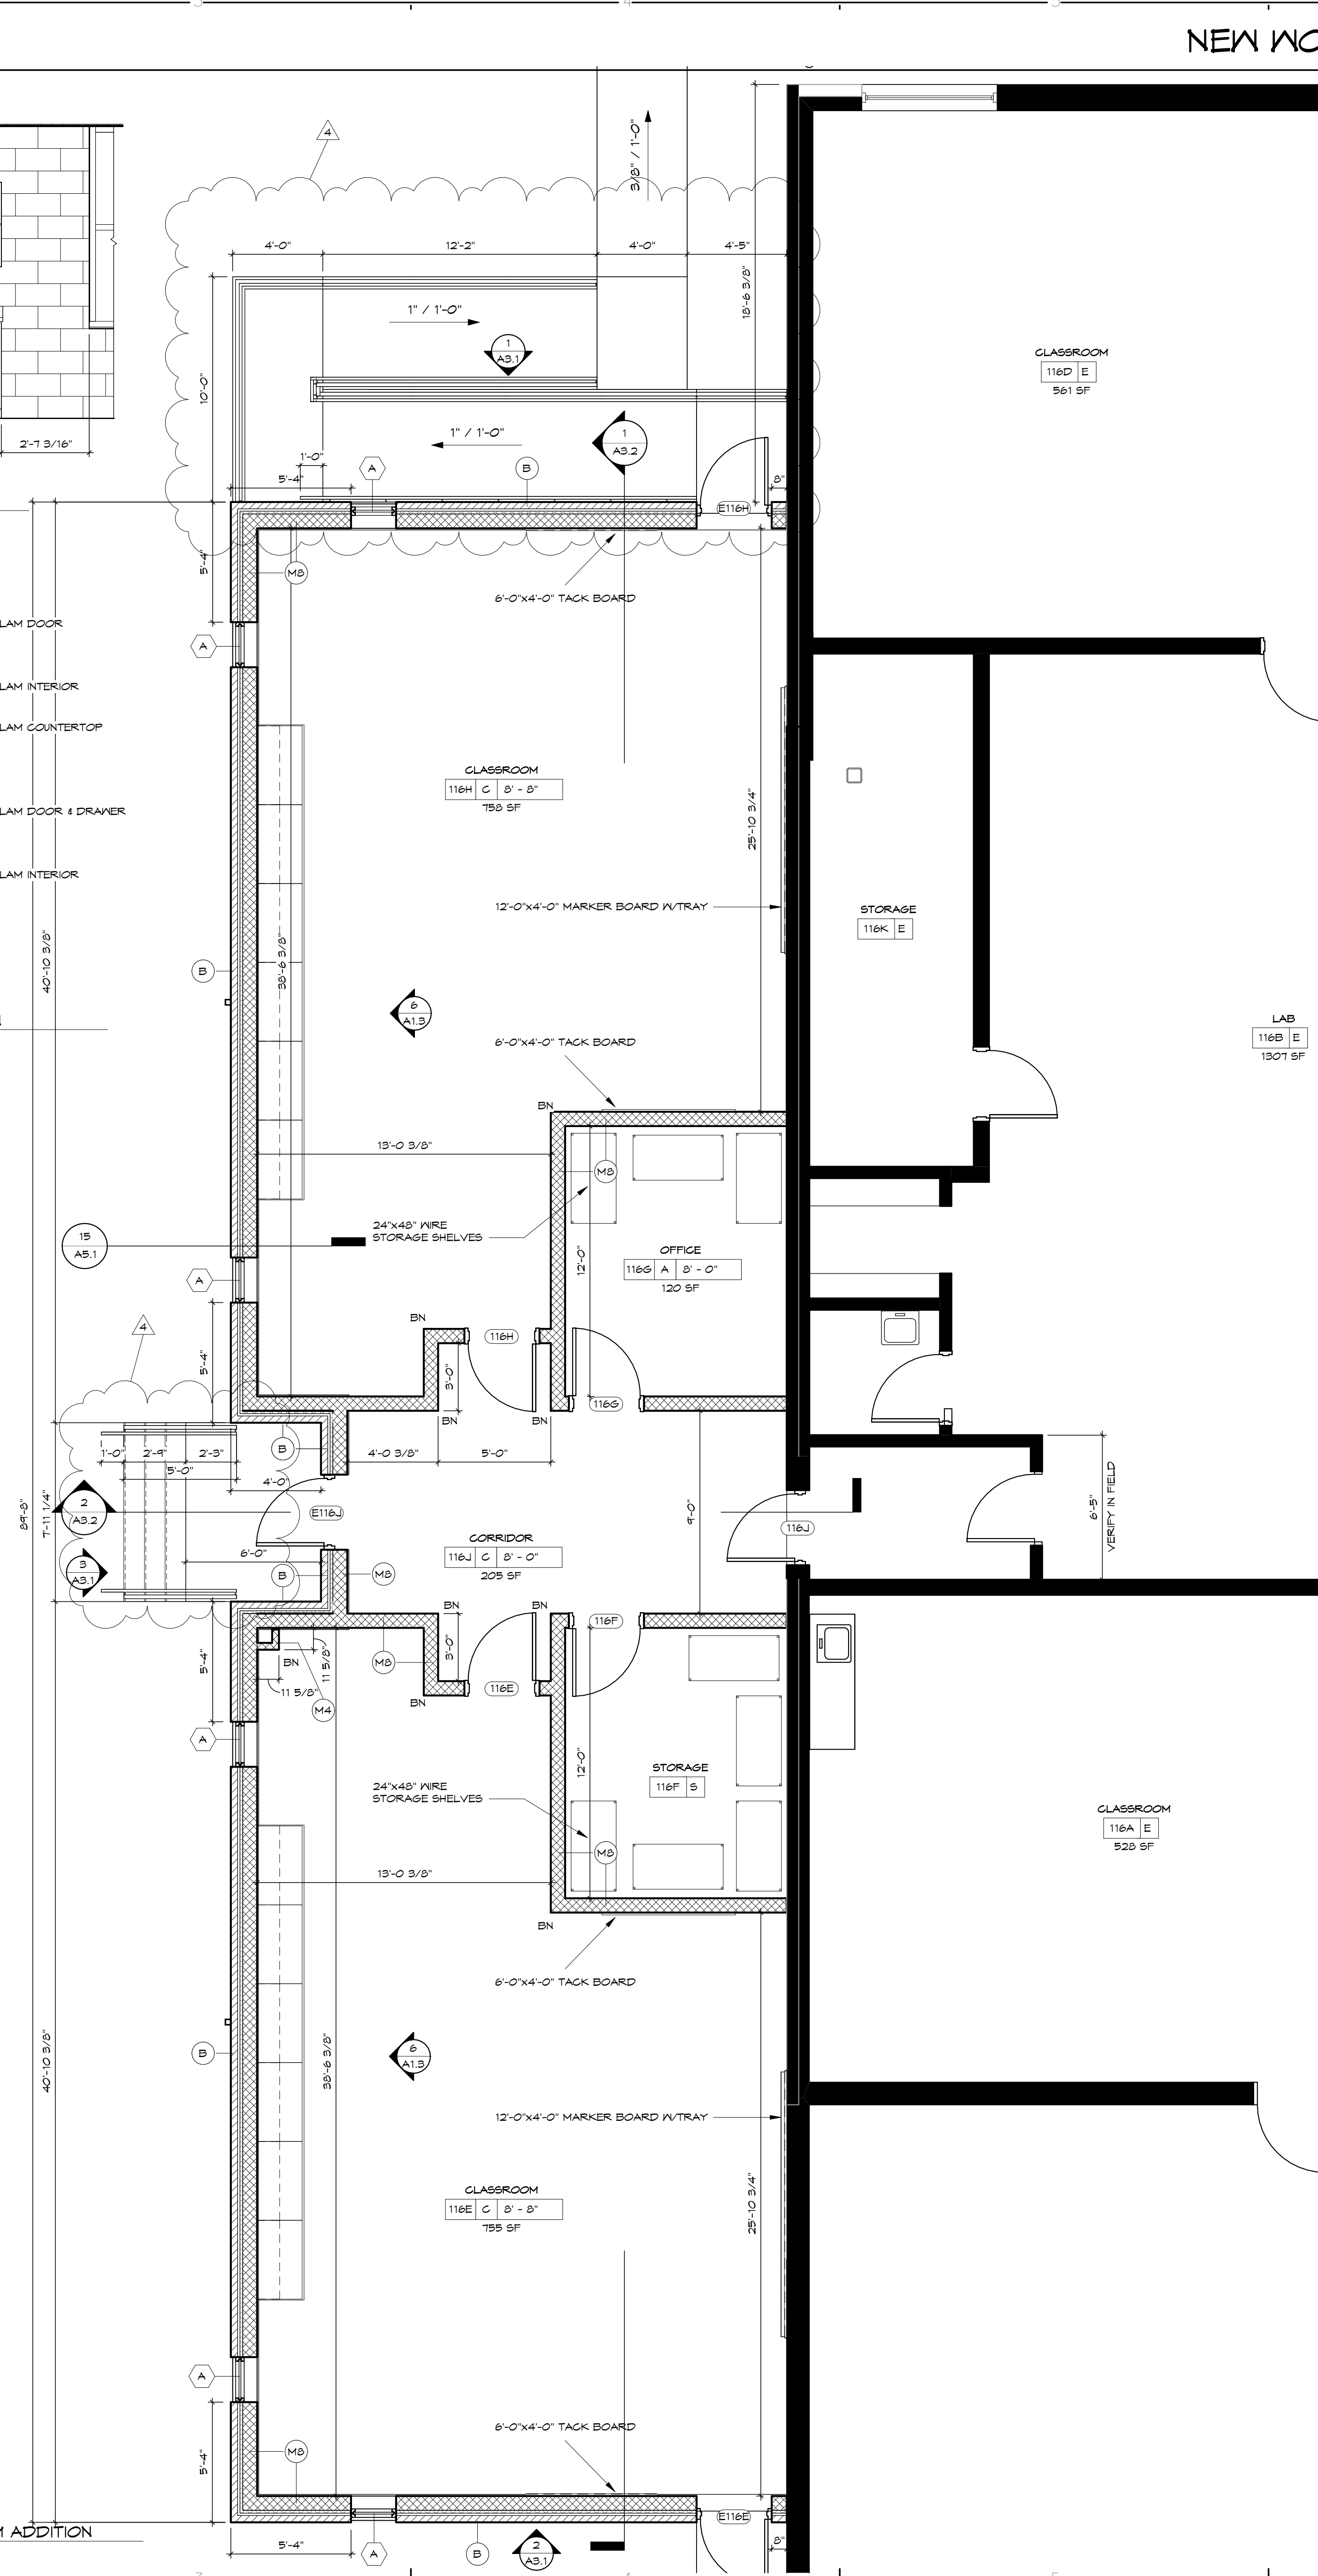 3
4
5
NEW WO
4
3/8" / 1'-0"
4'-0"
12'-2"
4'-0"
4'-5"
18'-6 3/8"
1" / 1'-0"
1
A3.1
CLASSROOM
116D E
561 SF
10'-0"
2'-7 3/16"
1" / 1'-0"
1
A3.2
1'-0"
5'-4"
A
B
8"
E116H
5'-4"
M8
6'-0"x4'-0" TACK BOARD
LAM DOOR
A
LAM INTERIOR
LAM COUNTERTOP
CLASSROOM
116H C 8' - 8"
758 SF
LAM DOOR & DRAWER
25'-10 3/4"
LAM INTERIOR
12'-0"x4'-0" MARKER BOARD W/TRAY
STORAGE
116K E
40'-10 3/8"
38'-6 3/8"
B
6
A1.3
LAB
116B E
1307 SF
6'-0"x4'-0" TACK BOARD
BN
13'-0 3/8"
M8
24"x48" WIRE
STORAGE SHELVES
15
A5.1
12'-0"
OFFICE
116G A 8' - 0"
120 SF
A
BN
4
116H
5'-4"
3'-0"
116G
BN
BN
B
1'-0"
2'-9"
2'-3"
4'-0 3/8"
5'-0"
5'-0"
4'-0"
2
A3.2
E116J
89'-8"
7'-11 1/4"
9'-0"
116J
6'-5"
VERIFY IN FIELD
CORRIDOR
116J C 8' - 0"
205 SF
6'-0"
3
A3.1
B
M8
BN
BN
116F
5'-4"
BN
11 5/8"
M8
3'-0"
11 5/8"
116E
M4
BN
A
12'-0"
STORAGE
116F S
24"x48" WIRE
STORAGE SHELVES
CLASSROOM
116A E
528 SF
M8
13'-0 3/8"
BN
6'-0"x4'-0" TACK BOARD
B
40'-10 3/8"
38'-6 3/8"
6
A1.3
12'-0"x4'-0" MARKER BOARD W/TRAY
CLASSROOM
116E C 8' - 8"
755 SF
25'-10 3/4"
A
6'-0"x4'-0" TACK BOARD
M8
5'-4"
E116E
M ADDITION
5'-4"
A
B
2
A3.1
8"
3
4
5